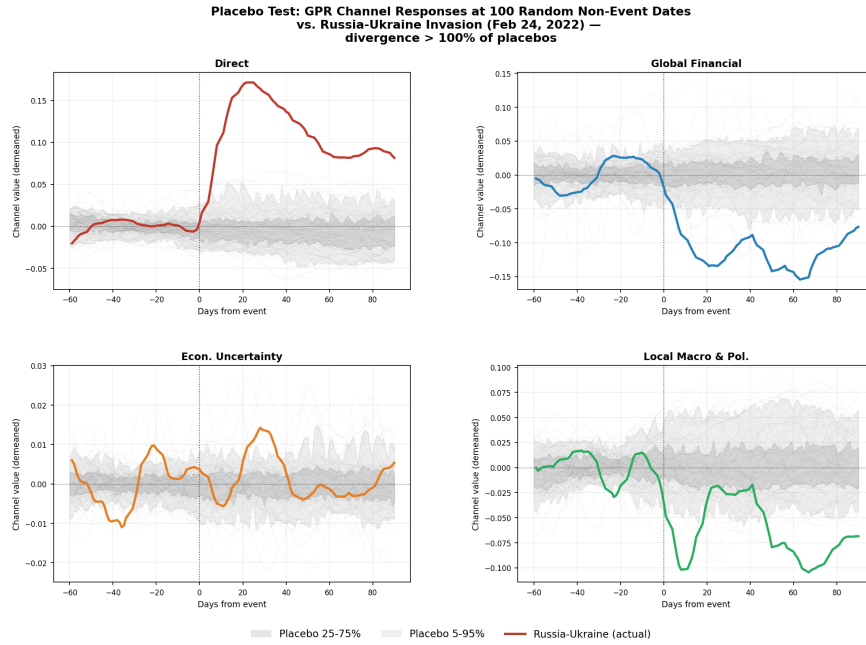 Placebo Test: GPR Channel Responses at 100 Random Non-Event Dates
vs. Russia-Ukraine Invasion (Feb 24, 2022) —
divergence > 100% of placebos
Direct
Channel value (demeaned)
0.15
0.10
0.05
0.00
−0.05
−60 −40 −20 0 20 40 60 80
Days from event
Global Financial
Channel value (demeaned)
0.15
0.10
0.05
0.00
−0.05
−0.10
−0.15
−60 −40 −20 0 20 40 60 80
Days from event
Econ. Uncertainty
Channel value (demeaned)
0.03
0.02
0.01
0.00
−0.01
−0.02
−60 −40 −20 0 20 40 60 80
Days from event
Local Macro & Pol.
Channel value (demeaned)
0.100
0.075
0.050
0.025
0.000
−0.025
−0.050
−0.075
−0.100
−60 −40 −20 0 20 40 60 80
Days from event
Placebo 25-75% Placebo 5-95% Russia-Ukraine (actual)